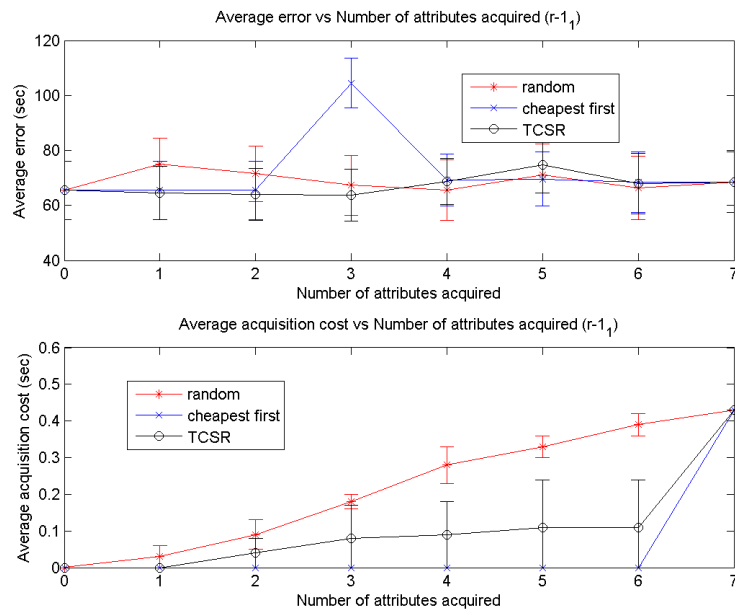 Average error vs Number of attributes acquired (r-1₁)
Average error (sec)
120
100
80
60
40
random
cheapest first
TCSR
0 1 2 3 4 5 6 7
Number of attributes acquired
Average acquisition cost vs Number of attributes acquired (r-1₁)
Average acquisition cost (sec)
0.6
0.5
0.4
0.3
0.2
0.1
0
random
cheapest first
TCSR
0 1 2 3 4 5 6 7
Number of attributes acquired